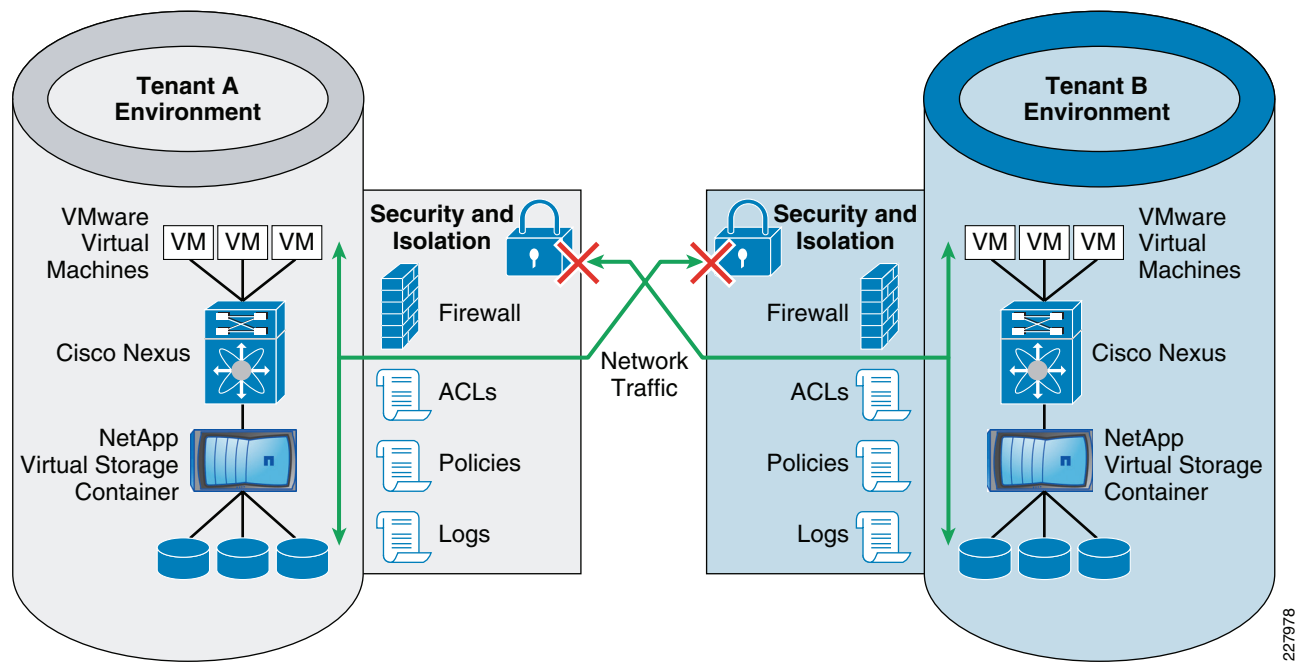 Tenant A
Environment
VMware
Virtual
Machines
VM VM VM
Cisco Nexus
NetApp
Virtual Storage
Container
Security and
Isolation
Firewall
ACLs
Policies
Logs
Network
Traffic
Security and
Isolation
Firewall
ACLs
Policies
Logs
Tenant B
Environment
VM VM VM
VMware
Virtual
Machines
Cisco Nexus
NetApp
Virtual Storage
Container
227978